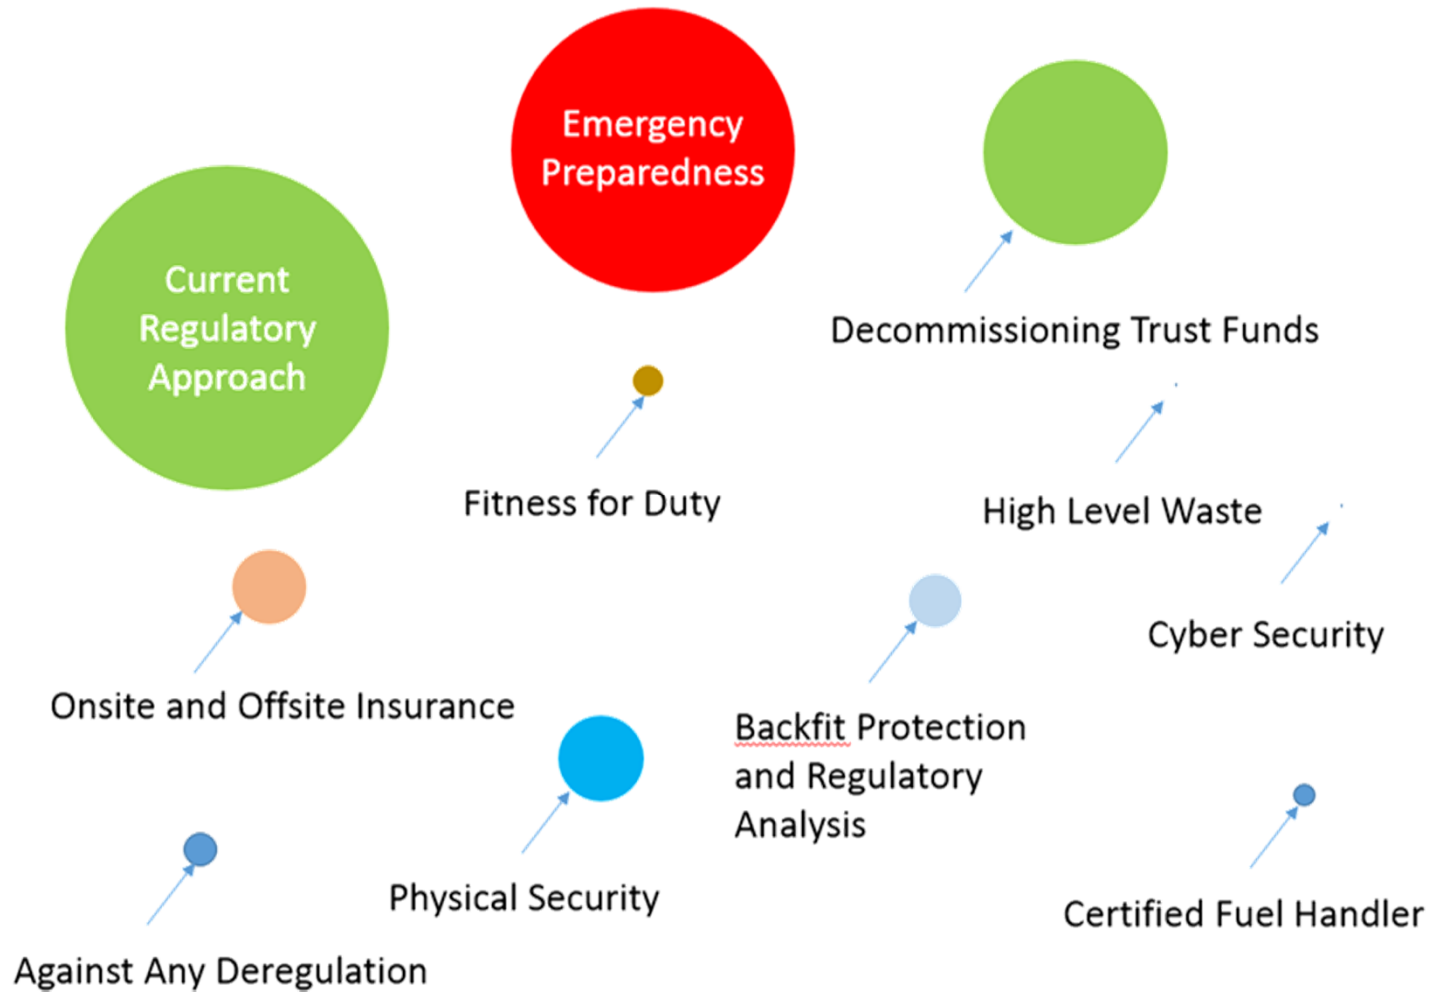 Emergency
Preparedness
Current
Regulatory
Approach
Decommissioning Trust Funds
Fitness for Duty
High Level Waste
Cyber Security
Onsite and Offsite Insurance
Backfit Protection
and Regulatory
Analysis
Physical Security
Certified Fuel Handler
Against Any Deregulation